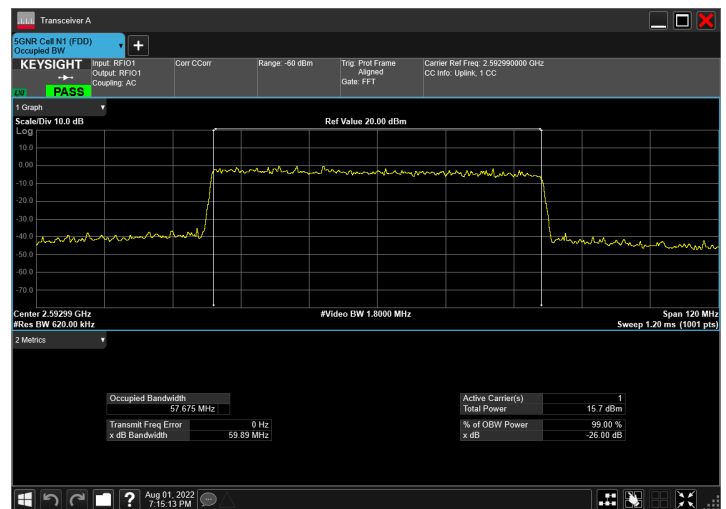 Transceiver A
5GNR Cell N1 (FDD)
Occupied BW
KEYSIGHT
LXI
PASS
Input: RFIO1
Output: RFIO1
Coupling: AC
Corr CCorr
Range: -60 dBm
Trig: Prot Frame
Aligned
Gate: FFT
Carrier Ref Freq: 2.592990000 GHz
CC Info: Uplink, 1 CC
1 Graph
Scale/Div 10.0 dB
Ref Value 20.00 dBm
Log
10.0
0.00
-10.0
-20.0
-30.0
-40.0
-50.0
-60.0
-70.0
Center 2.59299 GHz
#Video BW 1.8000 MHz
Span 120 MHz
#Res BW 620.00 kHz
Sweep 1.20 ms (1001 pts)
2 Metrics
Occupied Bandwidth
57.675 MHz
Transmit Freq Error 0 Hz
x dB Bandwidth 59.89 MHz
Active Carrier(s) 1
Total Power 15.7 dBm
% of OBW Power 99.00 %
x dB -26.00 dB
?
Aug 01, 2022
7:15:13 PM